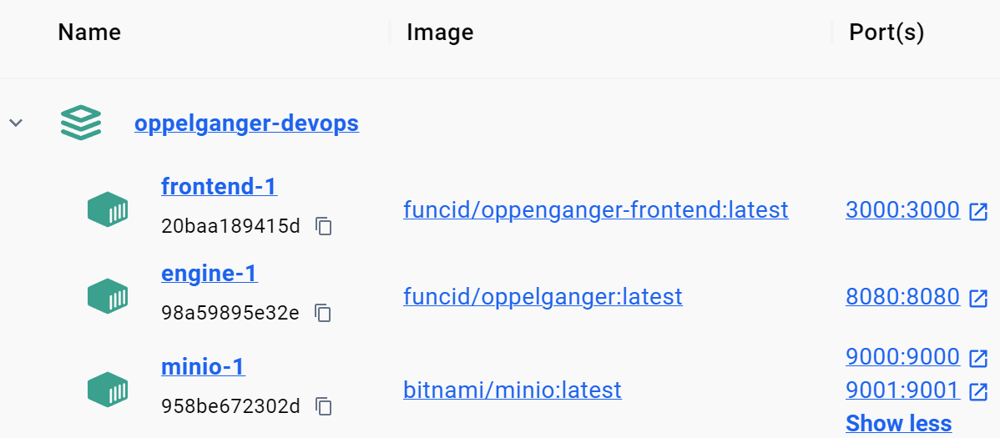 Name Image Port(s)
oppelganger-devops
frontend-1
20baa189415d
funcid/oppenganger-frontend:latest
3000:3000
engine-1
98a59895e32e
funcid/oppelganger:latest
8080:8080
minio-1
958be672302d
bitnami/minio:latest
9000:9000
9001:9001
Show less